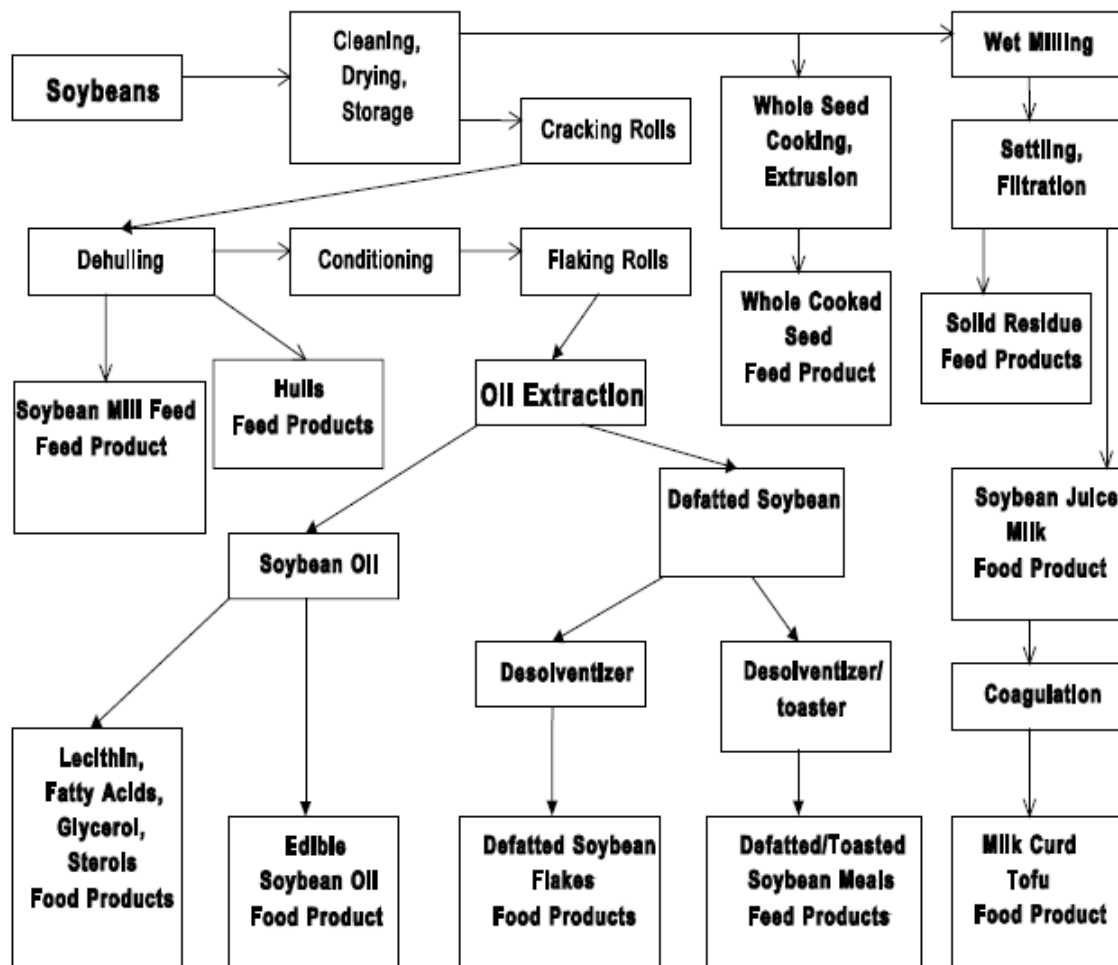 Soybeans
Cleaning,
Drying,
Storage
Wet Milling
Cracking Rolls
Whole Seed
Cooking,
Extrusion
Settling,
Filtration
Dehulling
Conditioning
Flaking Rolls
Whole Cooked
Seed
Feed Product
Solid Residue
Feed Products
Soybean Mill Feed
Feed Product
Hulls
Feed Products
Oil Extraction
Defatted Soybean
Soybean Juice
Milk
Food Product
Soybean Oil
Desolventizer
Desolventizer/
toaster
Coagulation
Lecithin,
Fatty Acids,
Glycerol,
Sterols
Food Products
Edible
Soybean Oil
Food Product
Defatted Soybean
Flakes
Food Products
Defatted/Toasted
Soybean Meals
Feed Products
Milk Curd
Tofu
Food Product